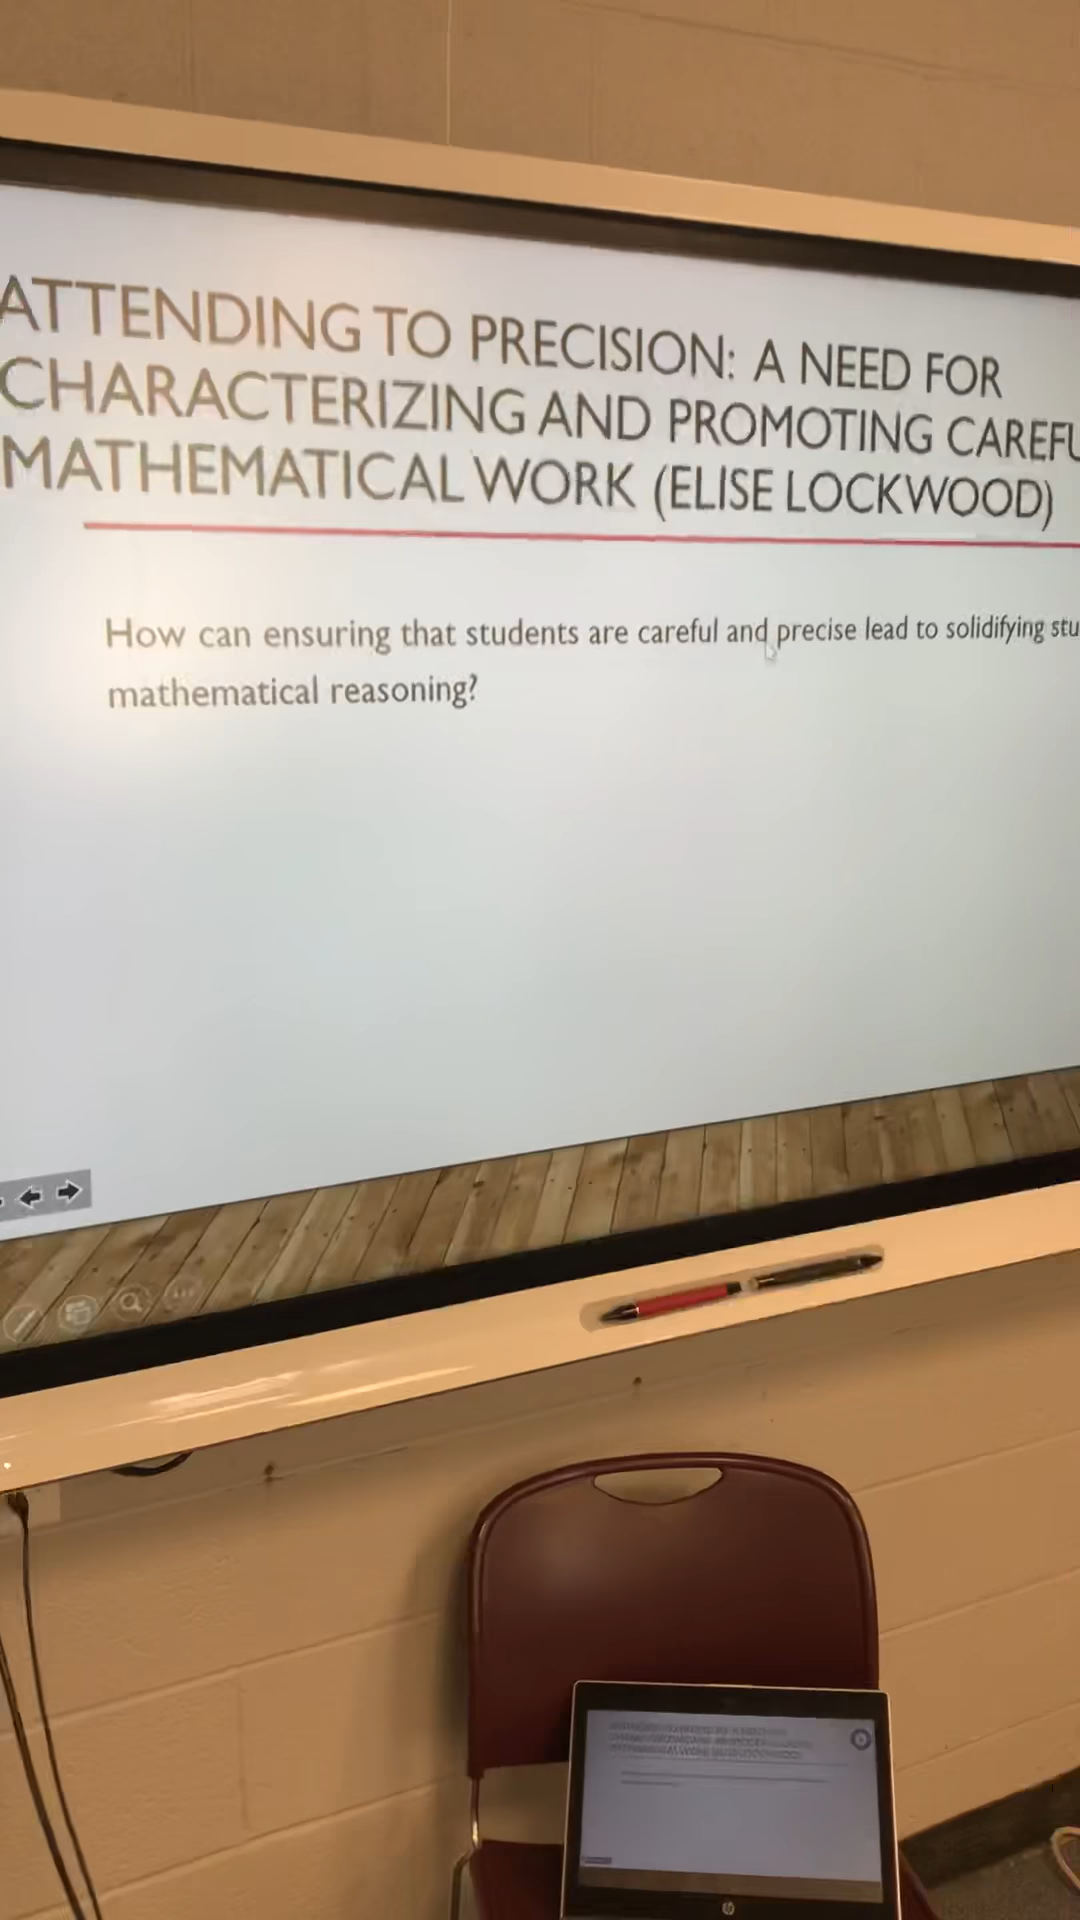 ATTENDING TO PRECISION: A NEED FOR
CHARACTERIZING AND PROMOTING CAREFU
MATHEMATICAL WORK (ELISE LOCKWOOD)
How can ensuring that students are careful and precise lead to solidifying stu
mathematical reasoning?
hp